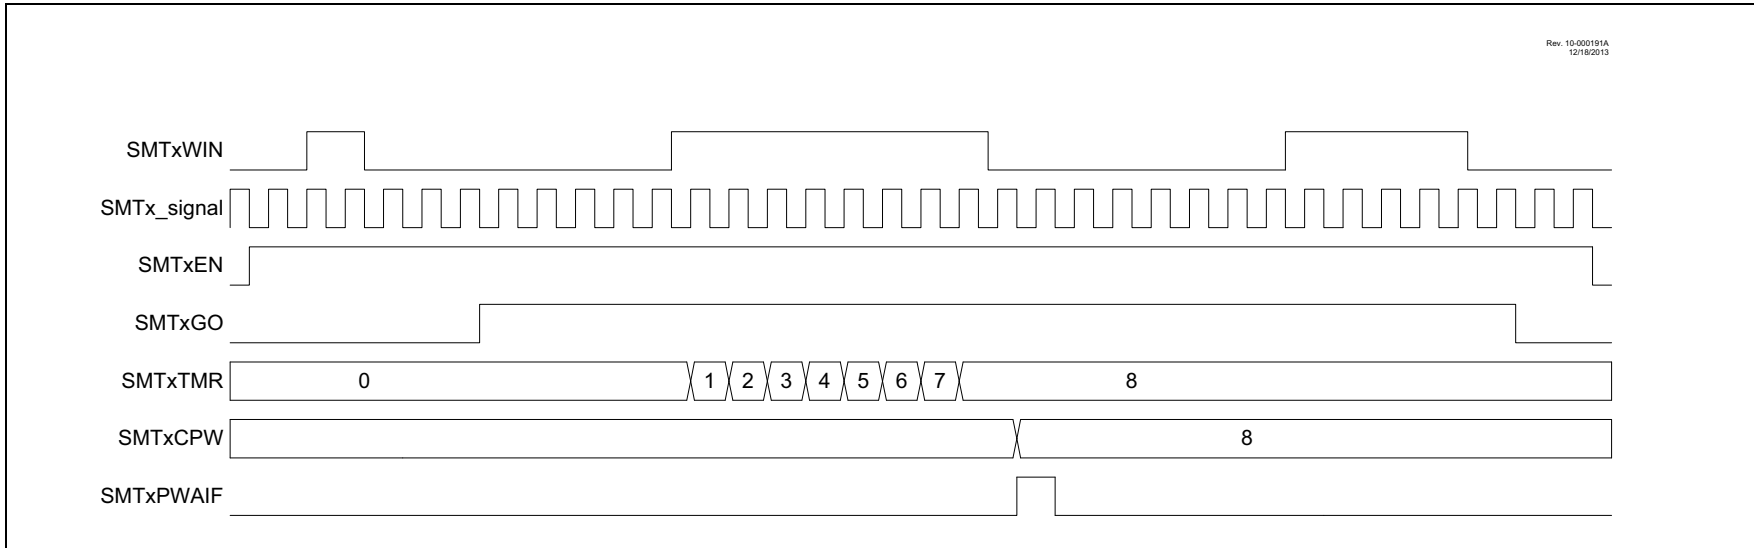 Rev. 10-000191A
12/18/2013
SMTxWIN
SMTx_signal
SMTxEN
SMTxGO
SMTxTMR 0 1 2 3 4 5 6 7 8
SMTxCPW 8
SMTxPWAIF